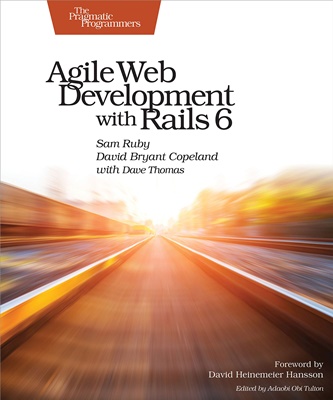 The
Pragmatic
Programmers
Agile Web
Development
with Rails 6
Sam Ruby
David Bryant Copeland
with Dave Thomas
Foreword by
David Heinemeier Hansson
Edited by Adaobi Obi Tulton